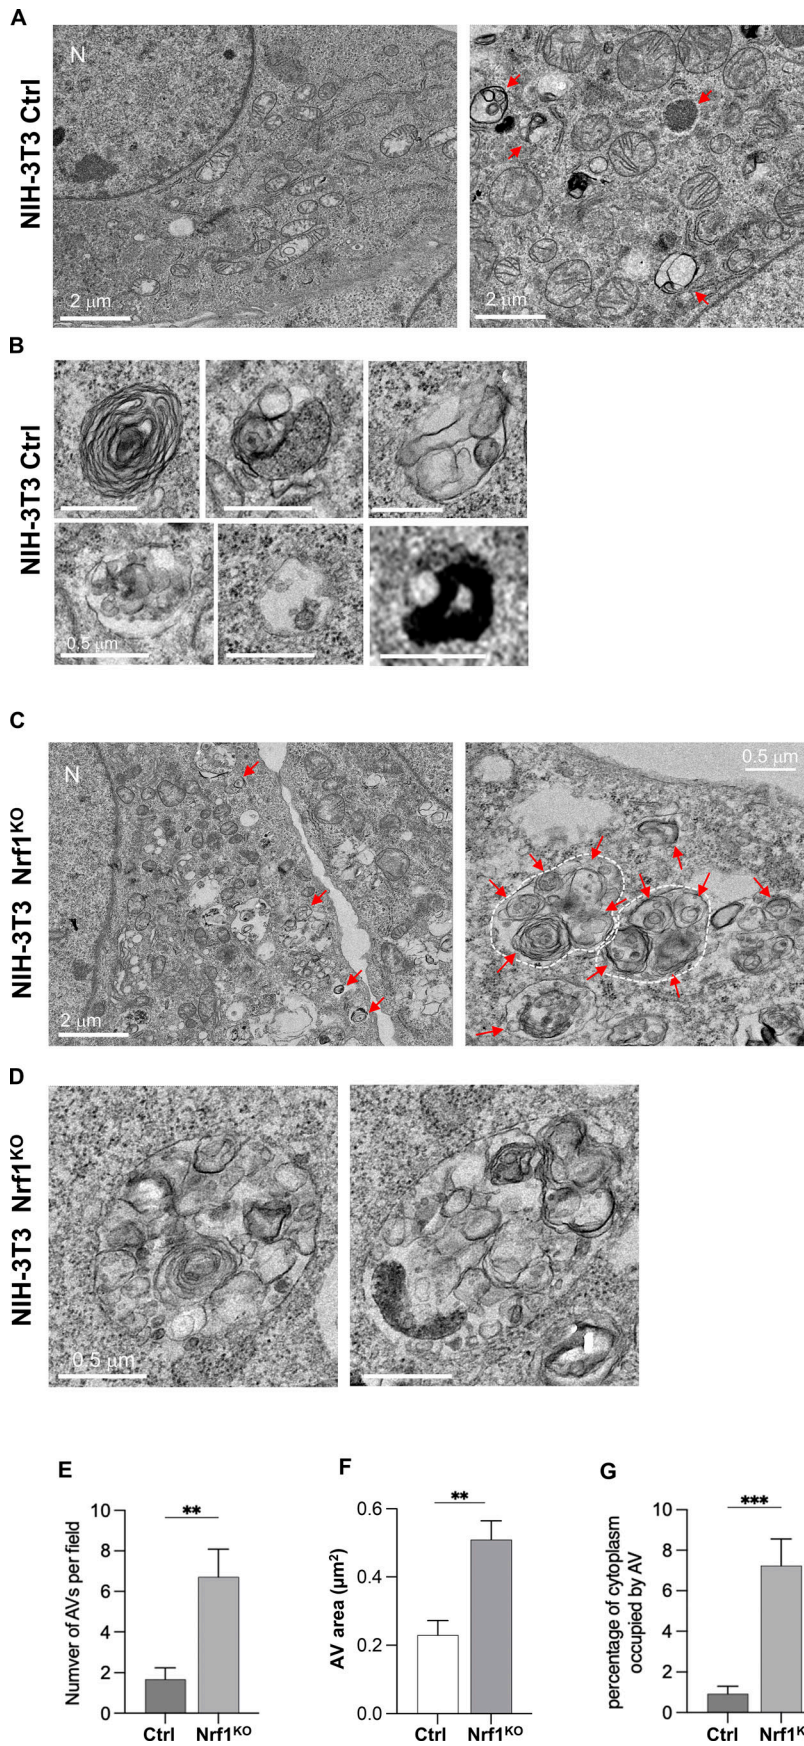 A
NIH-3T3 Ctrl
N
2 μm
2 μm
B
NIH-3T3 Ctrl
0.5 μm
C
NIH-3T3 Nrf1KO
N
2 μm
0.5 μm
D
NIH-3T3 Nrf1KO
0.5 μm
E
Numver of AVs per field
10
8
6
4
2
0
**
Ctrl Nrf1KO
F
AV area (μm²)
0.6
0.4
0.2
0.0
**
Ctrl Nrf1KO
G
percentage of cytoplasm
occupied by AV
10
8
6
4
2
0
***
Ctrl Nrf1K